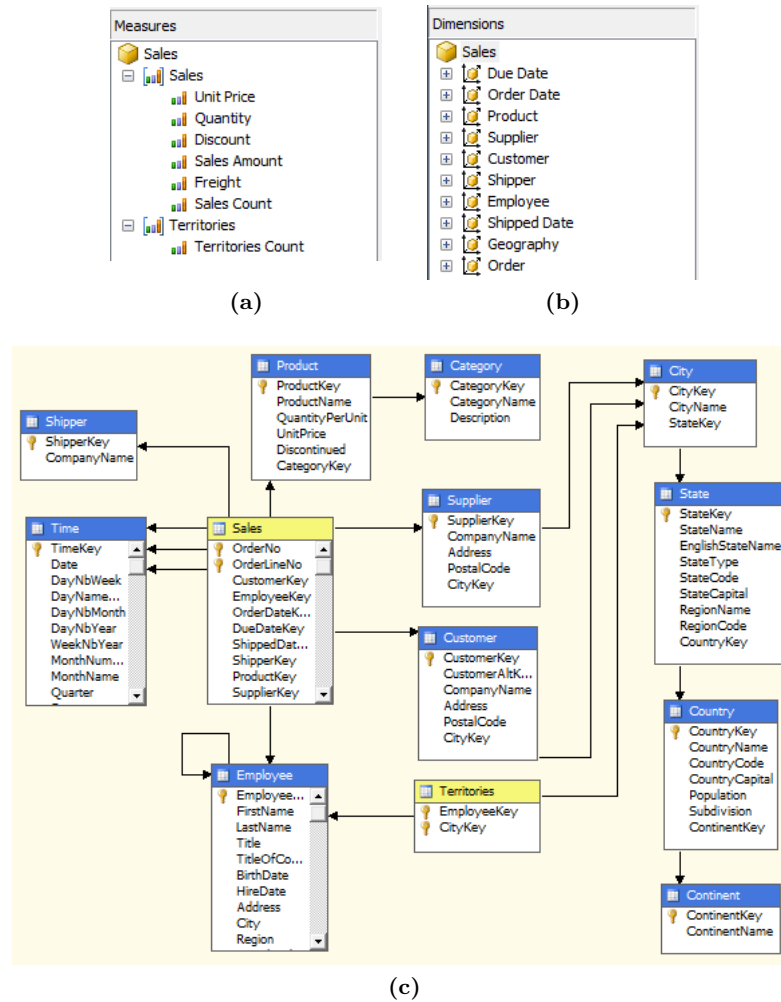 Measures
Sales
Sales
Unit Price
Quantity
Discount
Sales Amount
Freight
Sales Count
Territories
Territories Count
(a)
Dimensions
Sales
Due Date
Order Date
Product
Supplier
Customer
Shipper
Employee
Shipped Date
Geography
Order
(b)
Shipper
ShipperKey
CompanyName
Product
ProductKey
ProductName
QuantityPerUnit
UnitPrice
Discontinued
CategoryKey
Category
CategoryKey
CategoryName
Description
City
CityKey
CityName
StateKey
Time
TimeKey
Date
DayNbWeek
DayName...
DayNbMonth
DayNbYear
WeekNbYear
MonthNum...
MonthName
Quarter
Sales
OrderNo
OrderLineNo
CustomerKey
EmployeeKey
OrderDateK...
DueDateKey
ShippedDat...
ShipperKey
ProductKey
SupplierKey
Supplier
SupplierKey
CompanyName
Address
PostalCode
CityKey
State
StateKey
StateName
EnglishStateName
StateType
StateCode
StateCapital
RegionName
RegionCode
CountryKey
Customer
CustomerKey
CustomerAltK...
CompanyName
Address
PostalCode
CityKey
Country
CountryKey
CountryName
CountryCode
CountryCapital
Population
Subdivision
ContinentKey
Employee
Employee...
FirstName
LastName
Title
TitleOfCo...
BirthDate
HireDate
Address
City
Region
Territories
EmployeeKey
CityKey
Continent
ContinentKey
ContinentName
(c)